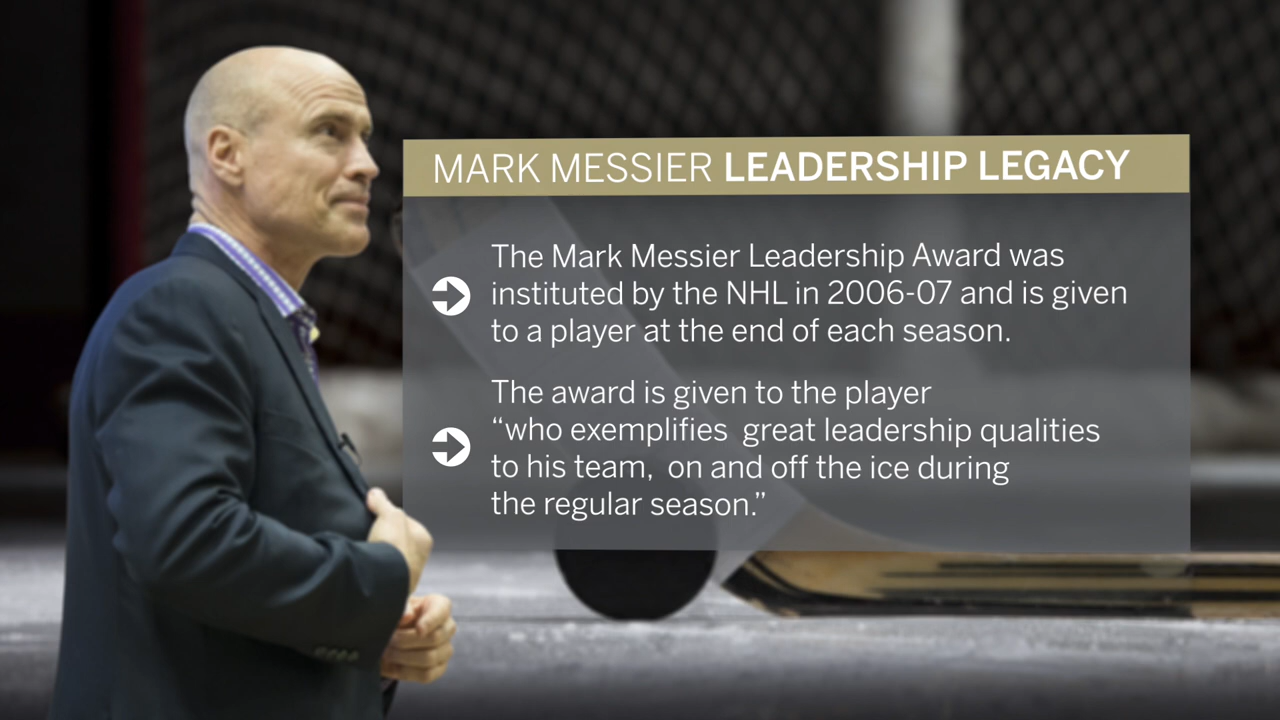 MARK MESSIER LEADERSHIP LEGACY
The Mark Messier Leadership Award was
instituted by the NHL in 2006-07 and is given
to a player at the end of each season.
The award is given to the player
“who exemplifies  great leadership qualities
to his team,  on and off the ice during
the regular season.”